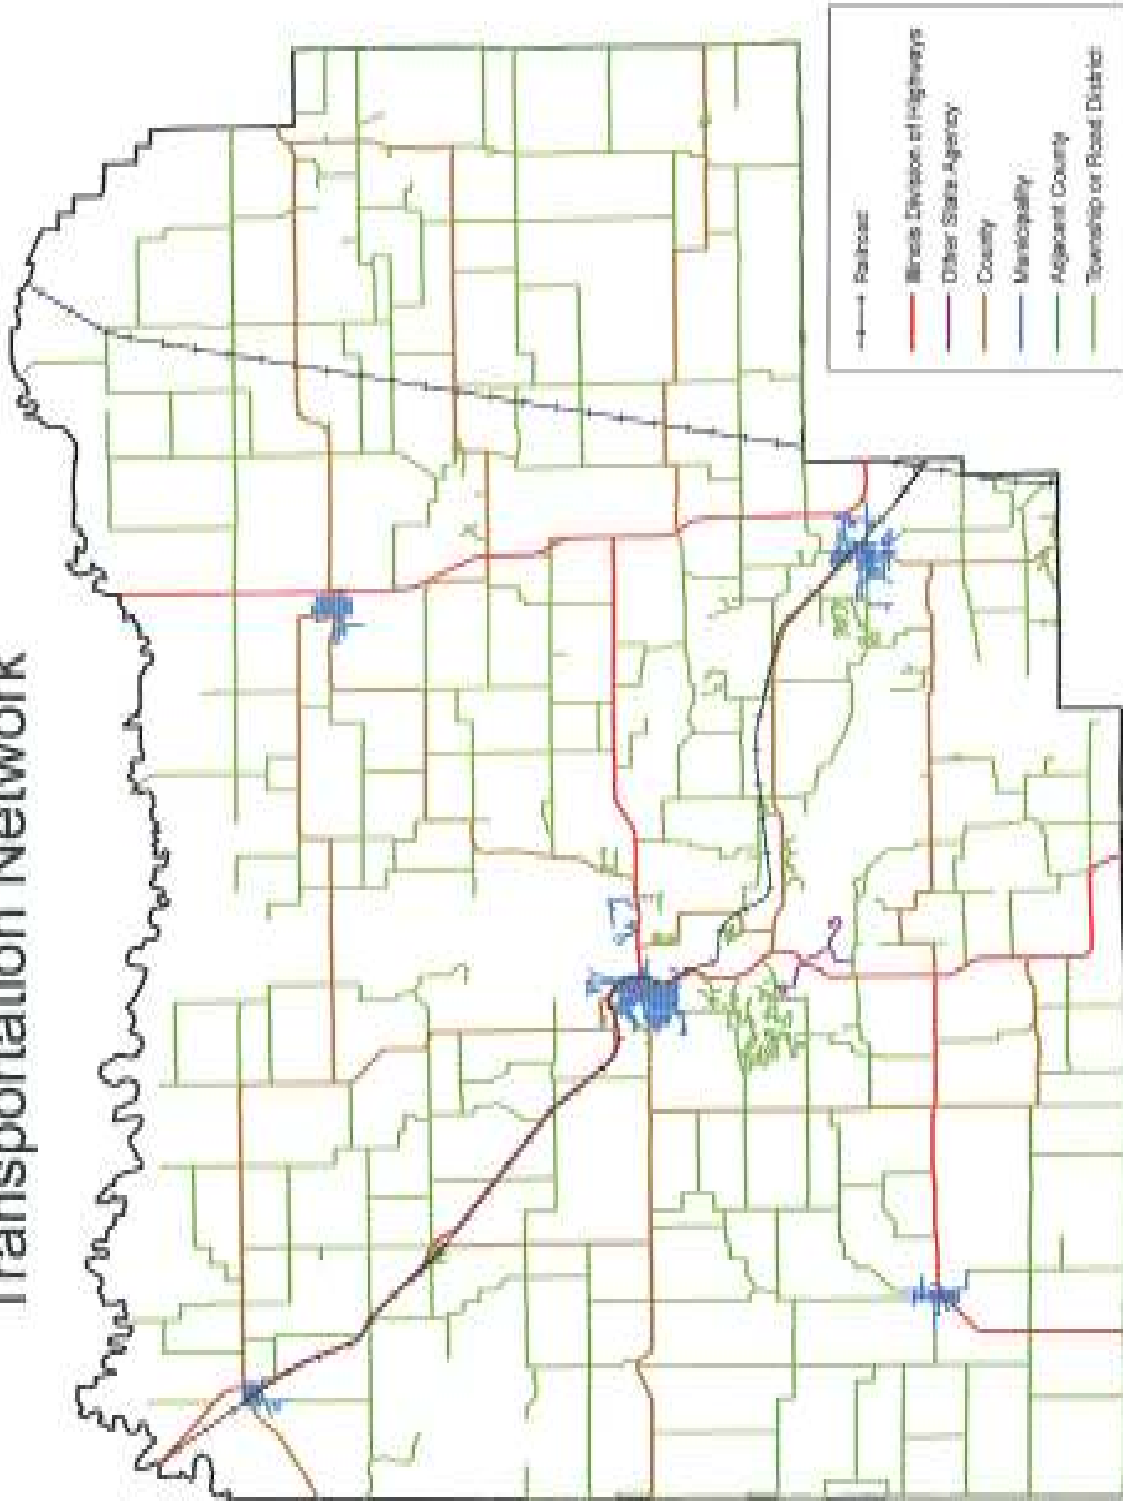 Transportation Network
Railroad
Illinois Division of Highways
Other State Agency
County
Municipality
Adjacent County
Township or Road District